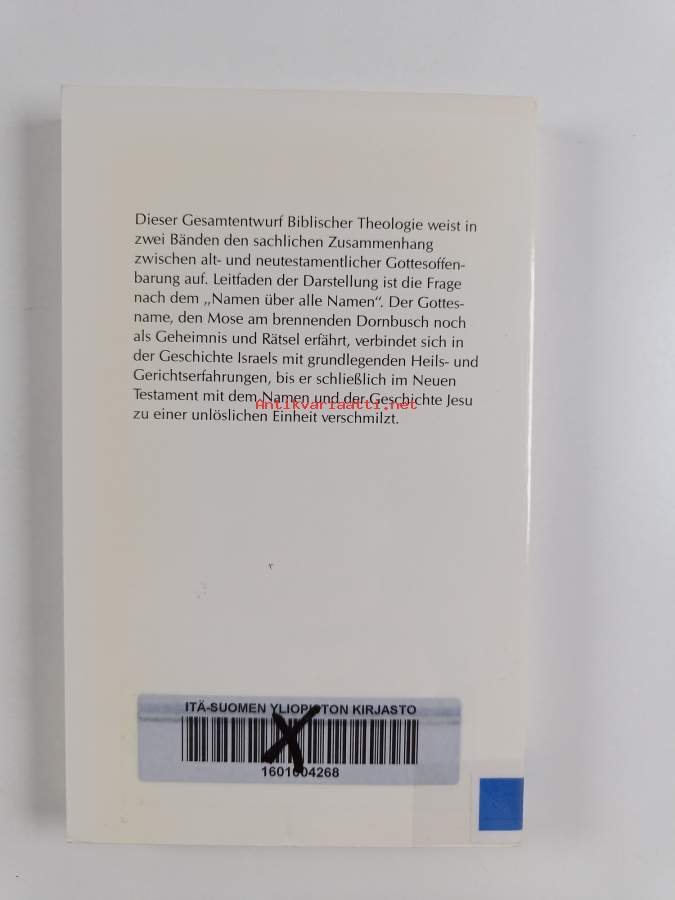 Dieser Gesamtentwurf Biblischer Theologie weist in
zwei Bänden den sachlichen Zusammenhang
zwischen alt- und neutestamentlicher Gottesoffen-
barung auf. Leitfaden der Darstellung ist die Frage
nach dem „Namen über alle Namen“. Der Gottes-
name, den Mose am brennenden Dornbusch noch
als Geheimnis und Rätsel erfährt, verbindet sich in
der Geschichte Israels mit grundlegenden Heils- und
Gerichtserfahrungen, bis er schließlich im Neuen
Testament mit dem Namen und der Geschichte Jesu
Antikvariaatti.net
zu einer unlöslichen Einheit verschmilzt.
ITÄ-SUOMEN YLIOPISTON KIRJASTO
1601004268